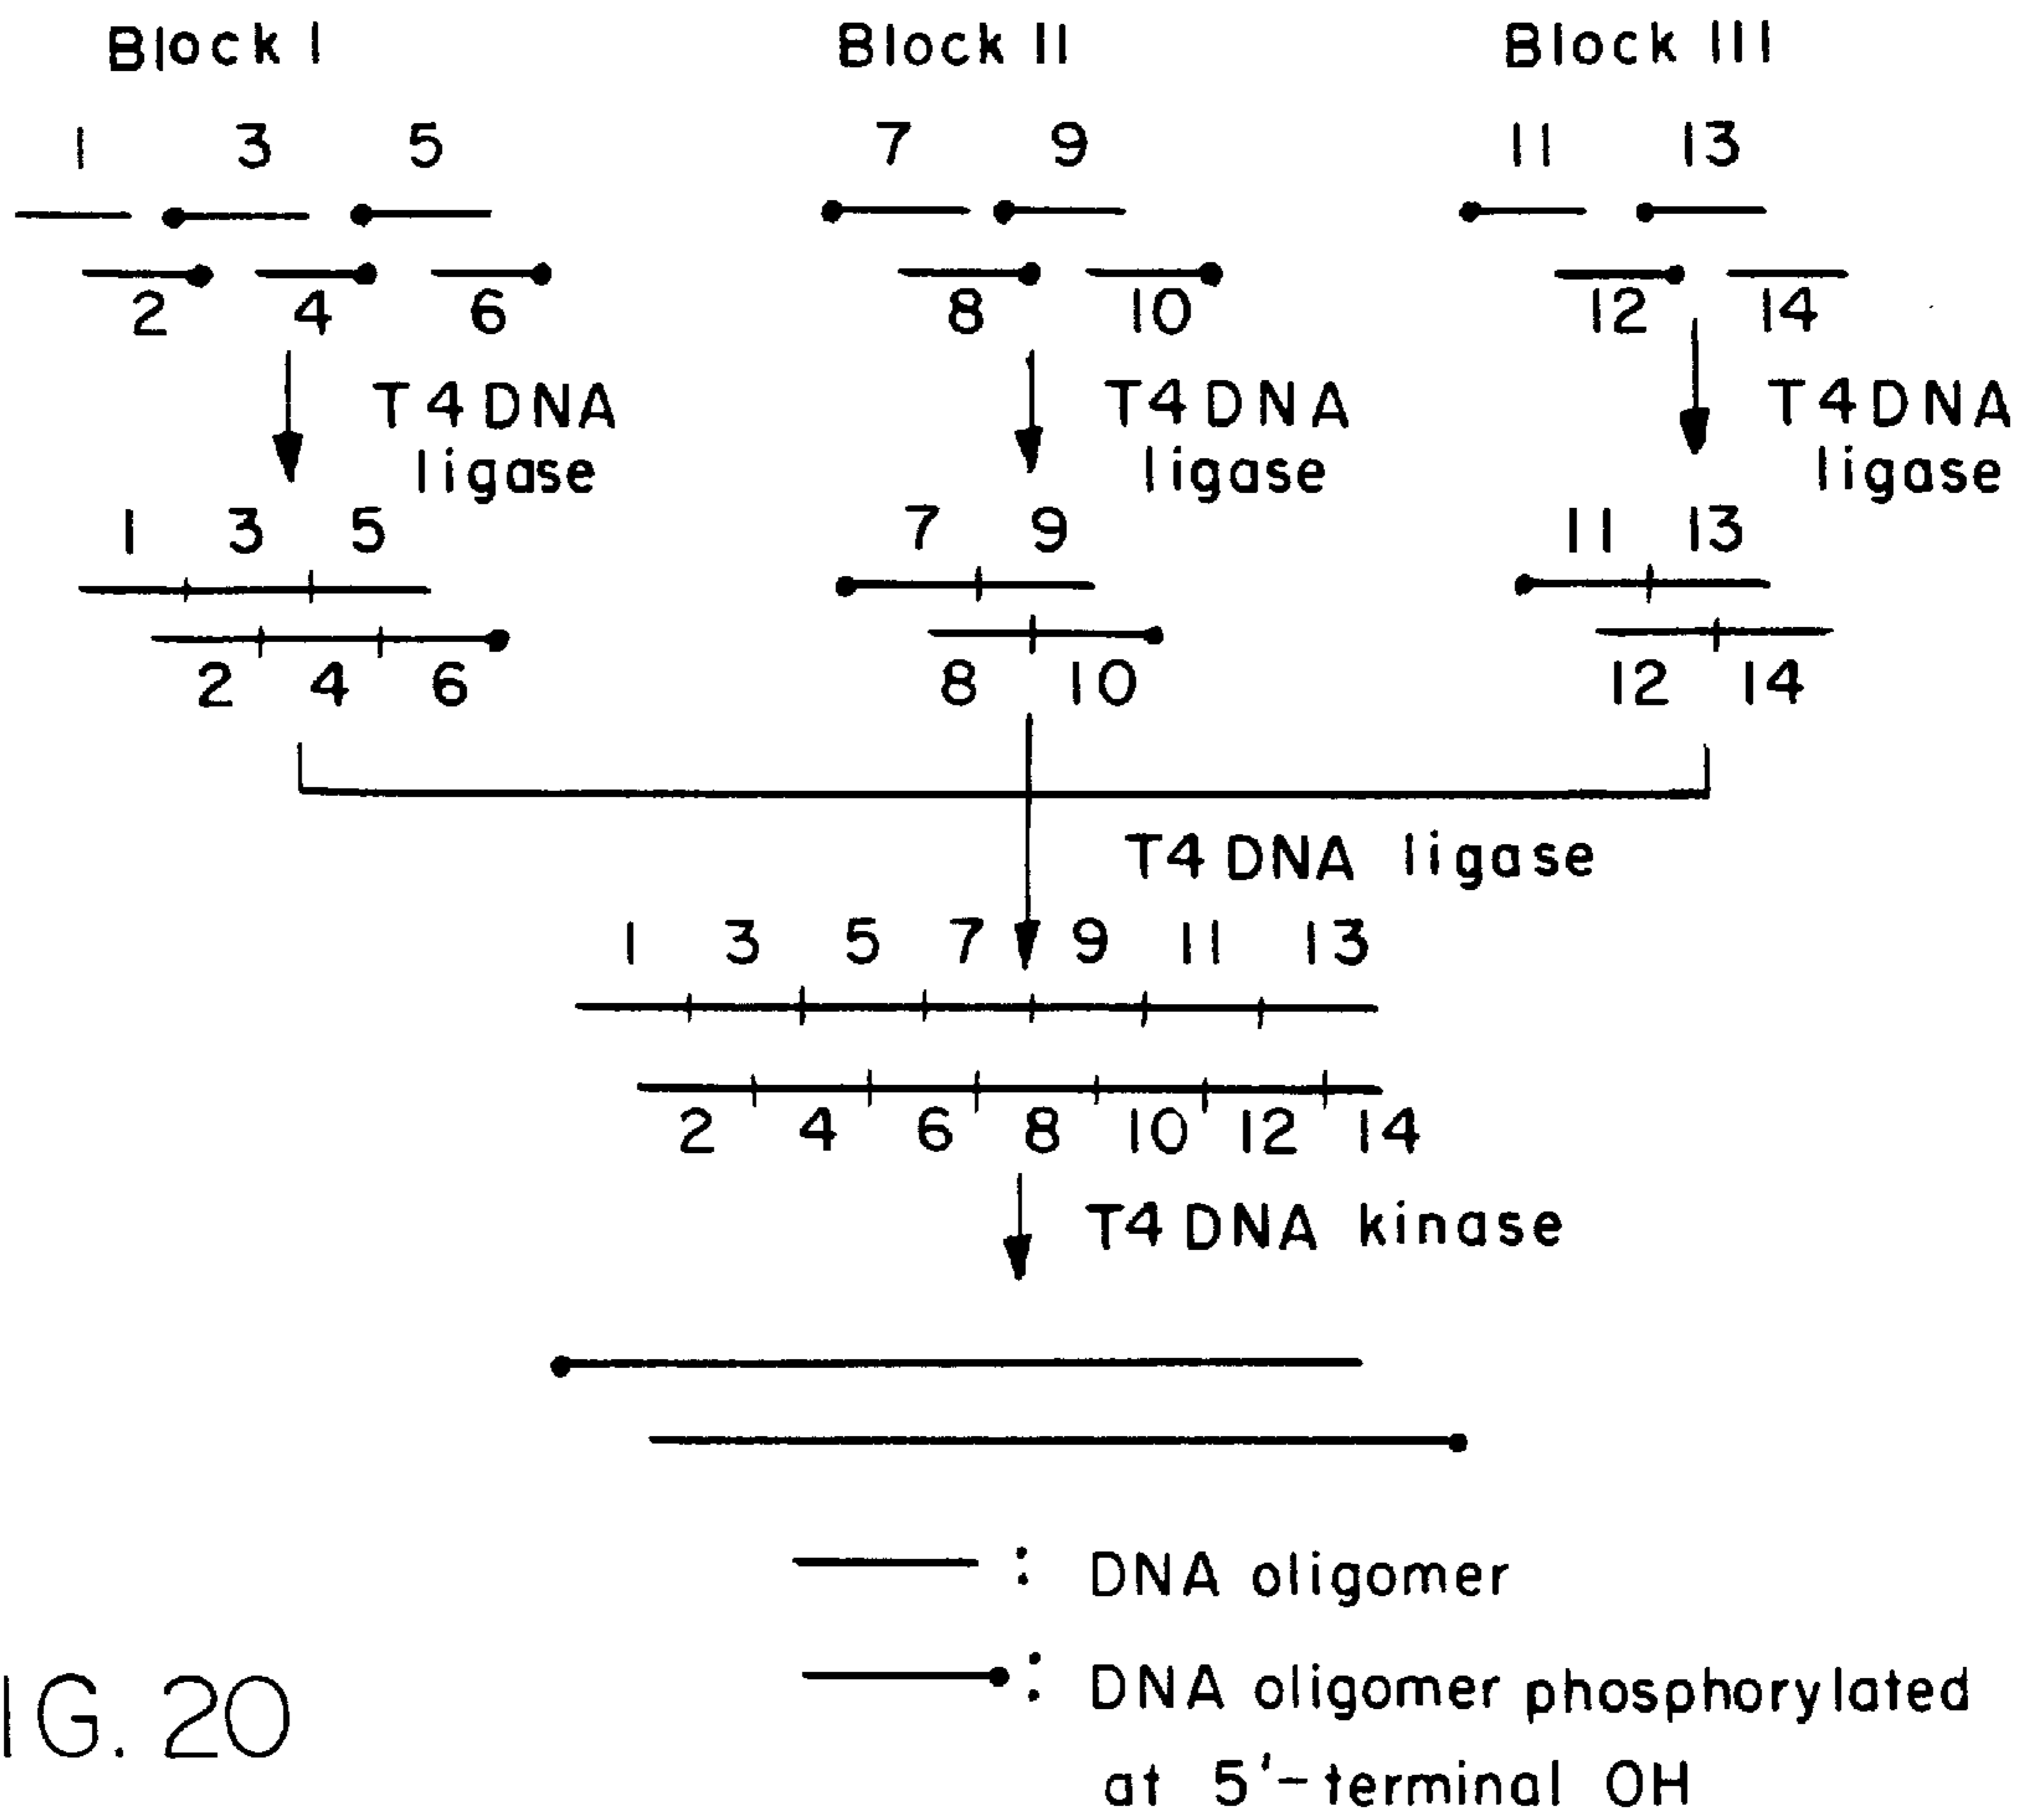 Block I Block II Block III
1 3 5 7 9 11 13
2 4 6 8 10 12 14
T4 DNA ligase T4 DNA ligase T4 DNA ligase
1 3 5 7 9 11 13
2 4 6 8 10 12 14
T4 DNA ligase
1 3 5 7 9 11 13
2 4 6 8 10 12 14
T4 DNA kinase
: DNA oligomer
: DNA oligomer phosphorylated
at 5'-terminal OH
IG. 20